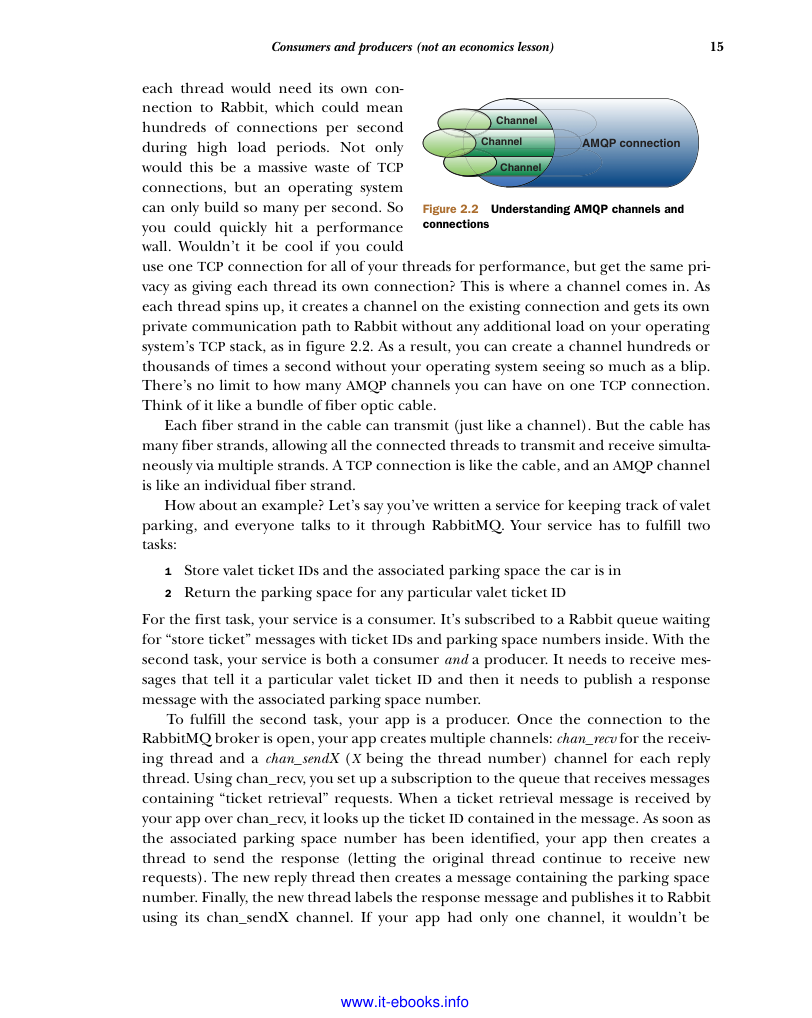 Consumers and producers (not an economics lesson) 15
each thread would need its own con-
nection to Rabbit, which could mean
hundreds of connections per second
during high load periods. Not only
would this be a massive waste of TCP
connections, but an operating system
can only build so many per second. So
you could quickly hit a performance
wall. Wouldn't it be cool if you could
Channel
Channel
Channel
AMQP connection
Figure 2.2 Understanding AMQP channels and
connections
use one TCP connection for all of your threads for performance, but get the same pri-
vacy as giving each thread its own connection? This is where a channel comes in. As
each thread spins up, it creates a channel on the existing connection and gets its own
private communication path to Rabbit without any additional load on your operating
system's TCP stack, as in figure 2.2. As a result, you can create a channel hundreds or
thousands of times a second without your operating system seeing so much as a blip.
There's no limit to how many AMQP channels you can have on one TCP connection.
Think of it like a bundle of fiber optic cable.
Each fiber strand in the cable can transmit (just like a channel). But the cable has
many fiber strands, allowing all the connected threads to transmit and receive simulta-
neously via multiple strands. A TCP connection is like the cable, and an AMQP channel
is like an individual fiber strand.
How about an example? Let's say you've written a service for keeping track of valet
parking, and everyone talks to it through RabbitMQ. Your service has to fulfill two
tasks:
1 Store valet ticket IDs and the associated parking space the car is in
2 Return the parking space for any particular valet ticket ID
For the first task, your service is a consumer. It's subscribed to a Rabbit queue waiting
for “store ticket” messages with ticket IDs and parking space numbers inside. With the
second task, your service is both a consumer and a producer. It needs to receive mes-
sages that tell it a particular valet ticket ID and then it needs to publish a response
message with the associated parking space number.
To fulfill the second task, your app is a producer. Once the connection to the
RabbitMQ broker is open, your app creates multiple channels: chan_recv for the receiv-
ing thread and a chan_sendX (X being the thread number) channel for each reply
thread. Using chan_recv, you set up a subscription to the queue that receives messages
containing “ticket retrieval” requests. When a ticket retrieval message is received by
your app over chan_recv, it looks up the ticket ID contained in the message. As soon as
the associated parking space number has been identified, your app then creates a
thread to send the response (letting the original thread continue to receive new
requests). The new reply thread then creates a message containing the parking space
number. Finally, the new thread labels the response message and publishes it to Rabbit
using its chan_sendX channel. If your app had only one channel, it wouldn't be
www.it-ebooks.info